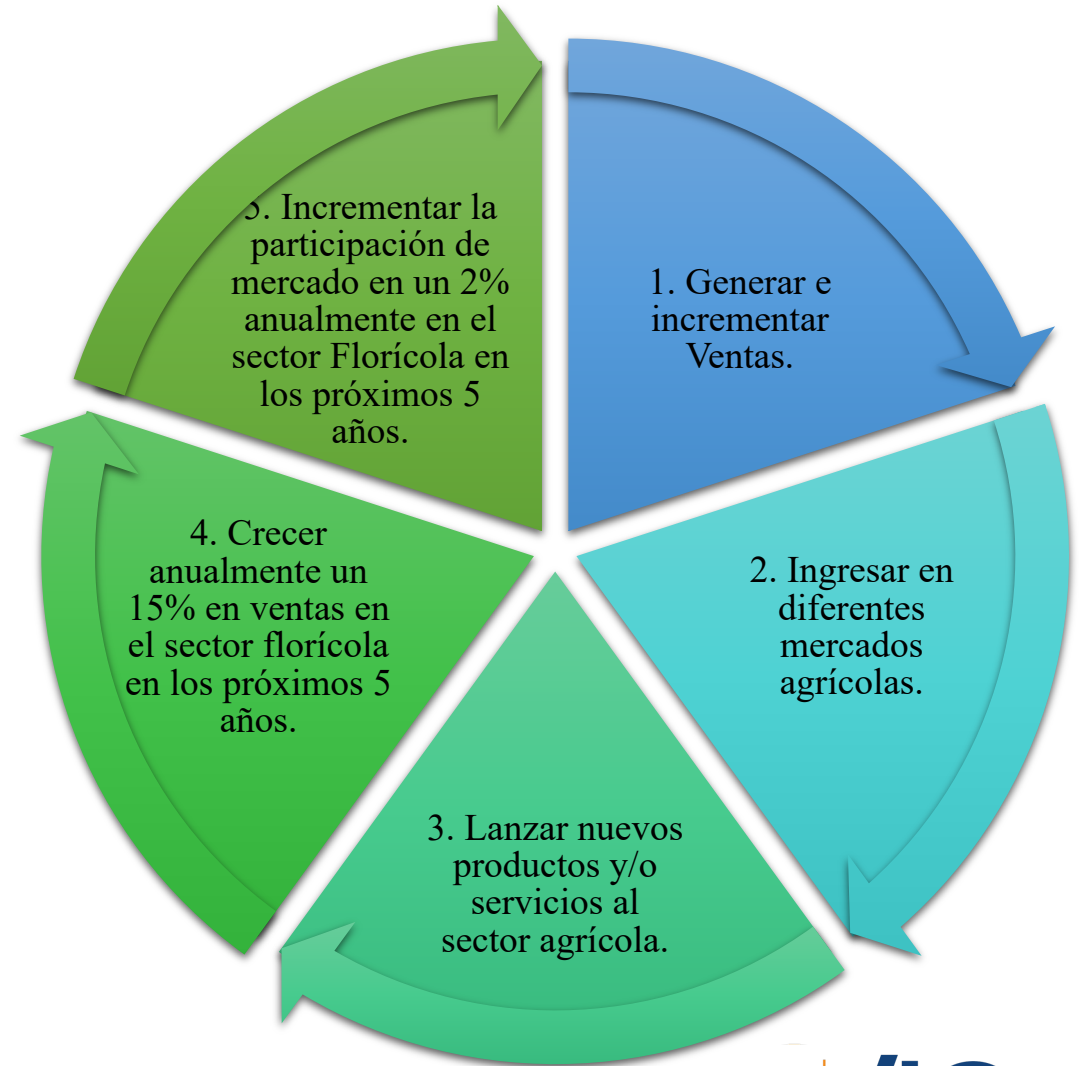 1. Generar e
incrementar
Ventas.
2. Ingresar en
diferentes
mercados
agrícolas.
3. Lanzar nuevos
productos y/o
servicios al
sector agrícola.
4. Crecer
anualmente un
15% en ventas en
el sector florícola
en los próximos 5
años.
5. Incrementar la
participación de
mercado en un 2%
anualmente en el
sector Florícola en
los próximos 5
años.